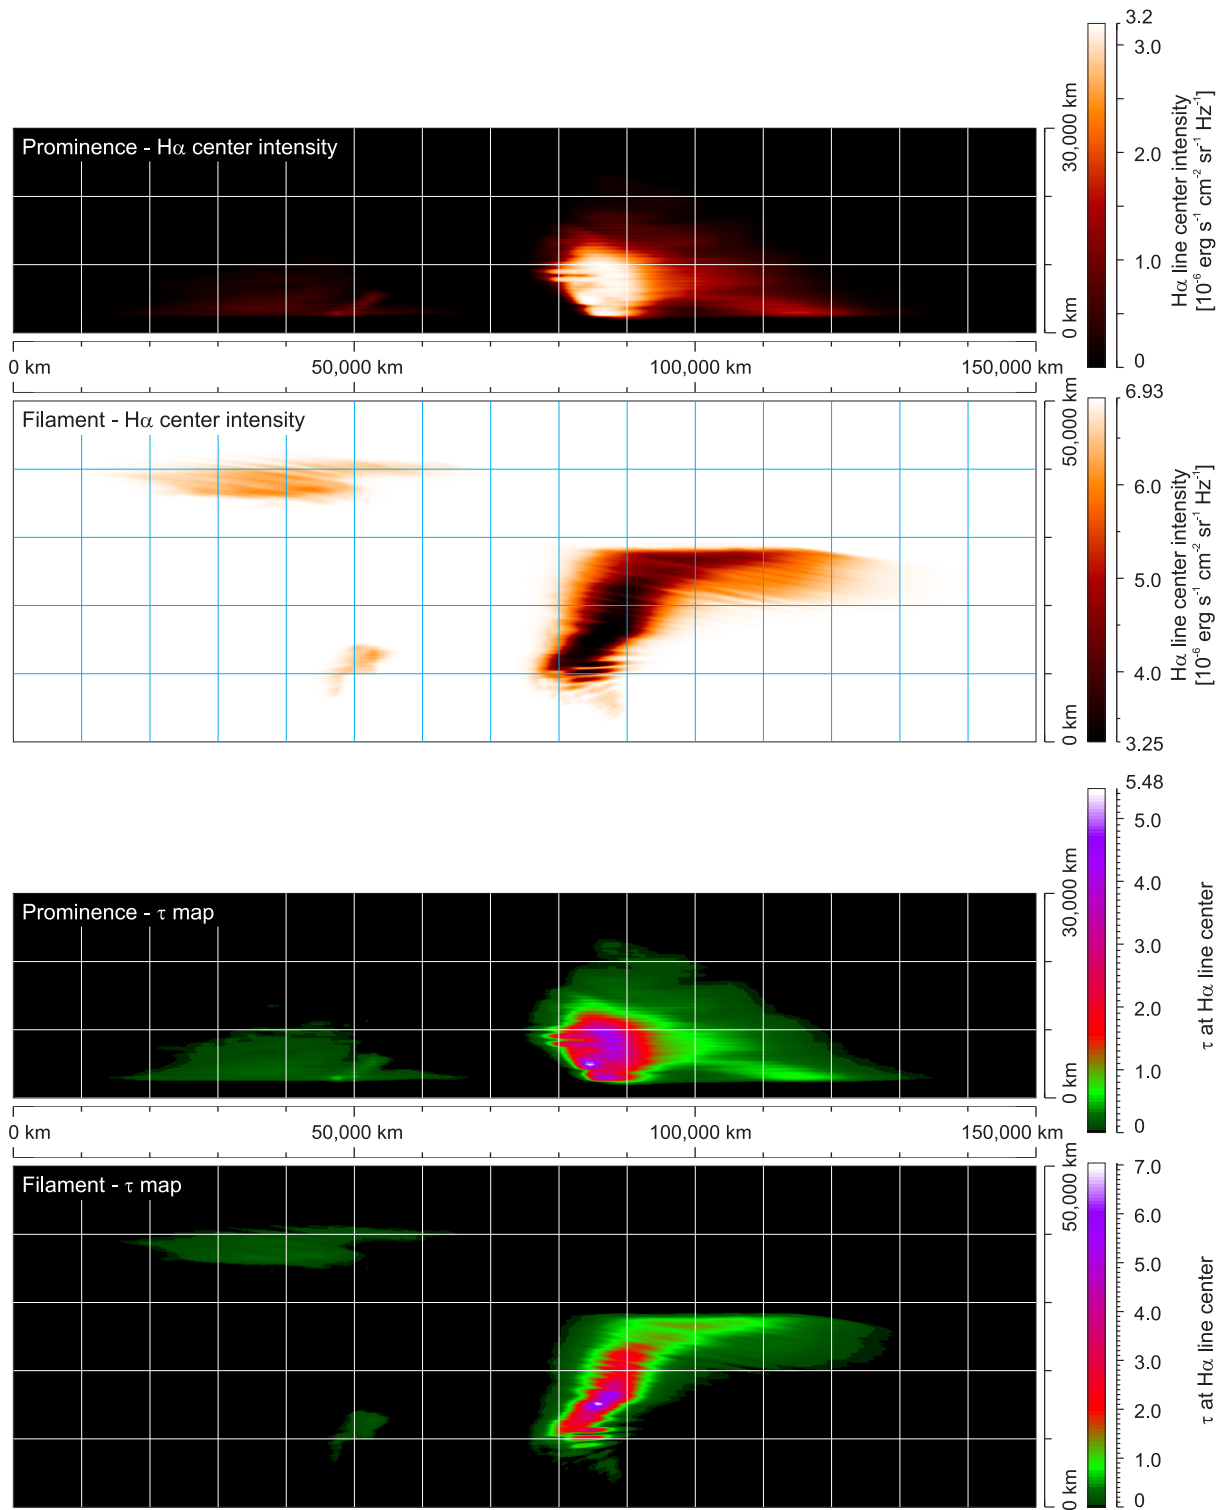 Prominence - Hα center intensity
30,000 km
0 km
3.2
3.0
2.0
1.0
0
Hα line center intensity
[10⁻⁶ erg s⁻¹ cm⁻² sr⁻¹ Hz⁻¹]
0 km
50,000 km
100,000 km
150,000 km
Filament - Hα center intensity
50,000 km
0 km
6.93
6.0
5.0
4.0
3.25
Hα line center intensity
[10⁻⁶ erg s⁻¹ cm⁻² sr⁻¹ Hz⁻¹]
Prominence - τ map
30,000 km
0 km
5.48
5.0
4.0
3.0
2.0
1.0
0
τ at Hα line center
0 km
50,000 km
100,000 km
150,000 km
Filament - τ map
50,000 km
0 km
7.0
6.0
5.0
4.0
3.0
2.0
1.0
0
τ at Hα line center